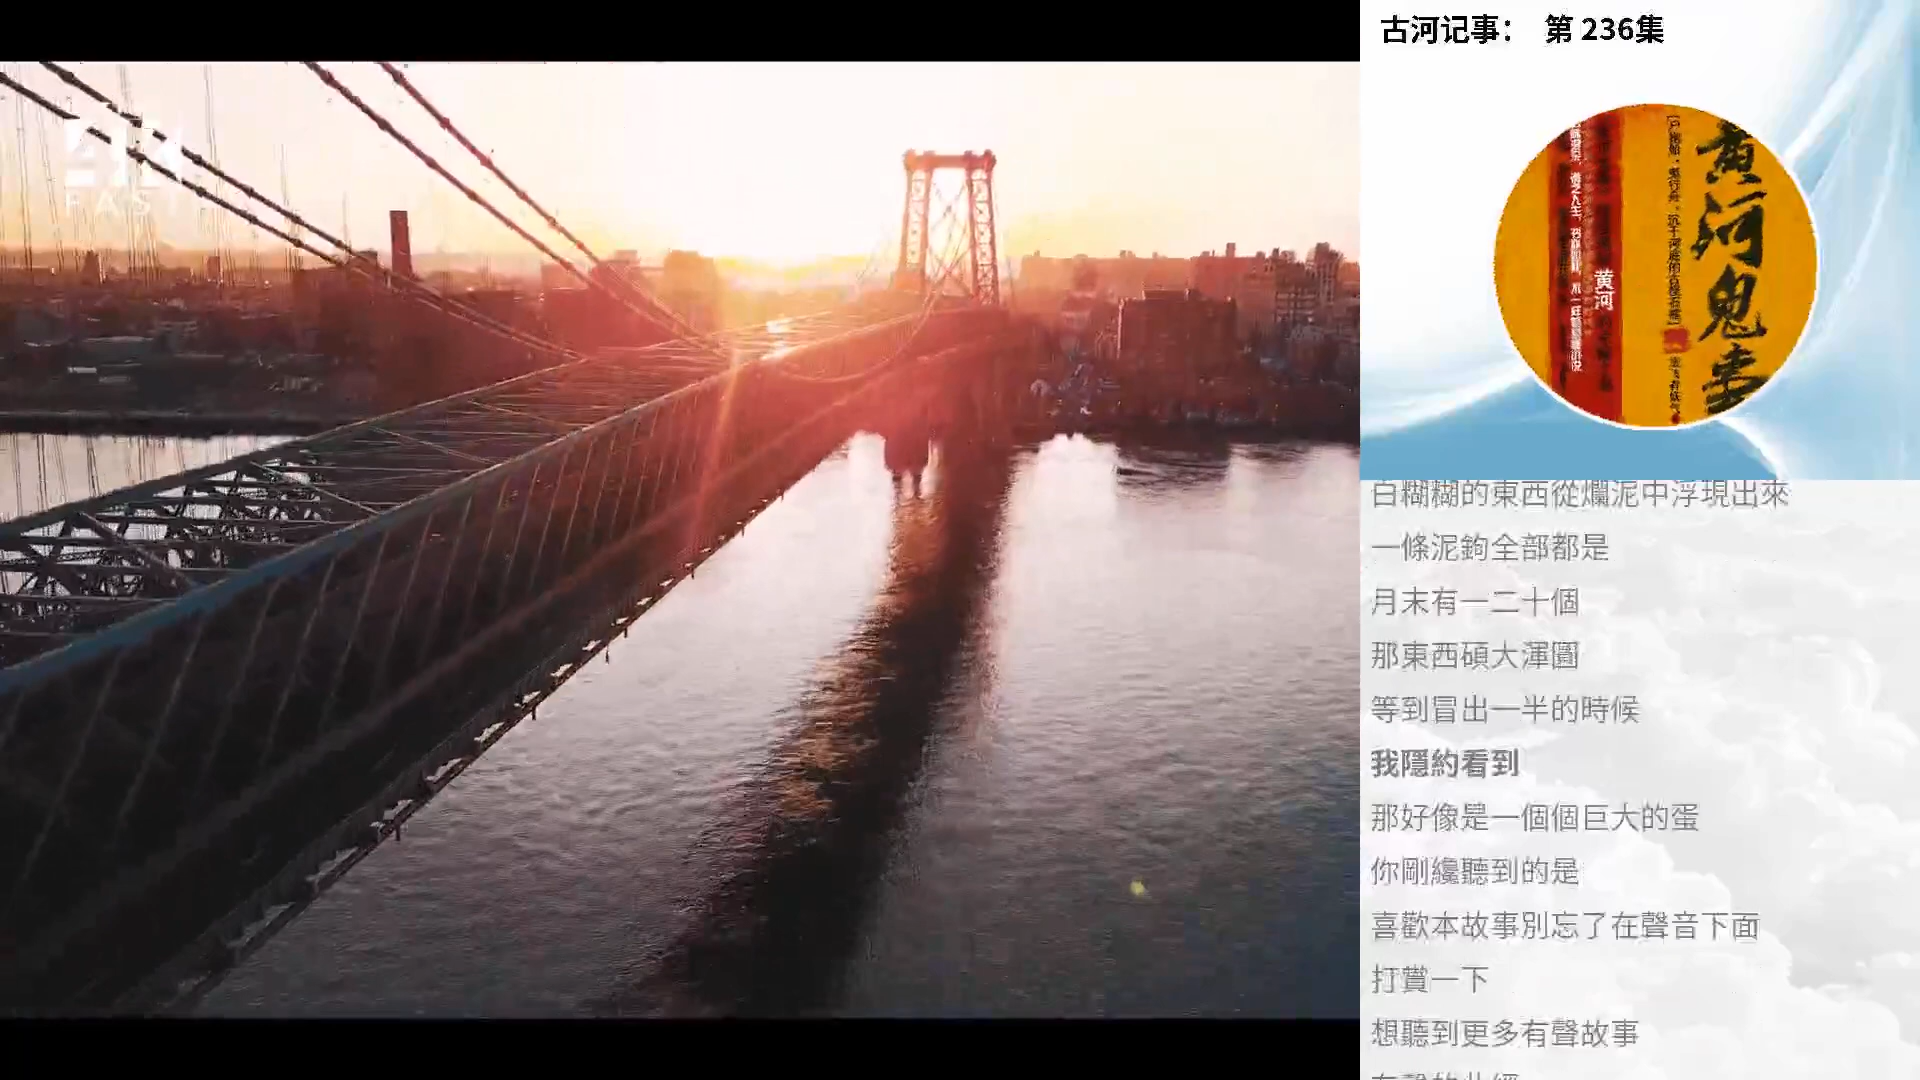 古河记事： 第 236集
FAST
黄河鬼事
黄河
白糊糊的東西從爛泥中浮現出來
一條泥鉤全部都是
月末有一二十個
那東西碩大渾圓
等到冒出一半的時候
我隱約看到
那好像是一個個巨大的蛋
你剛纔聽到的是
喜歡本故事別忘了在聲音下面
打賞一下
想聽到更多有聲故事